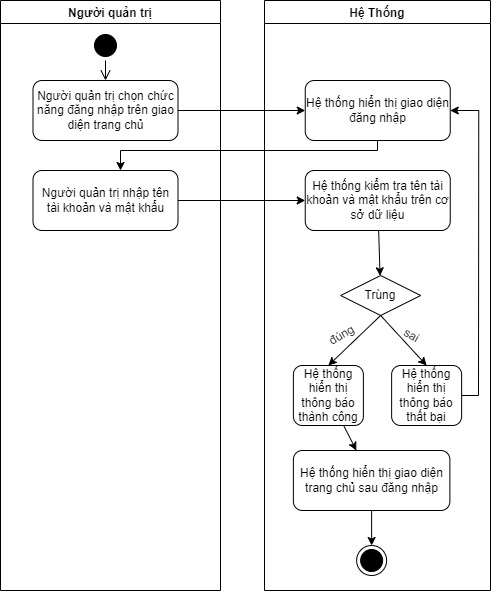 Người quản trị
Hệ Thống
Người quản trị chọn chức
năng đăng nhập trên giao
diện trang chủ
Hệ thống hiển thị giao diện
đăng nhập
Người quản trị nhập tên
tài khoản và mật khẩu
Hệ thống kiểm tra tên tài
khoản và mật khẩu trên cơ
sở dữ liệu
Trùng
đúng
sai
Hệ thống
hiển thị
thông báo
thành công
Hệ thống
hiển thị
thông báo
thất bại
Hệ thống hiển thị giao diện
trang chủ sau đăng nhập